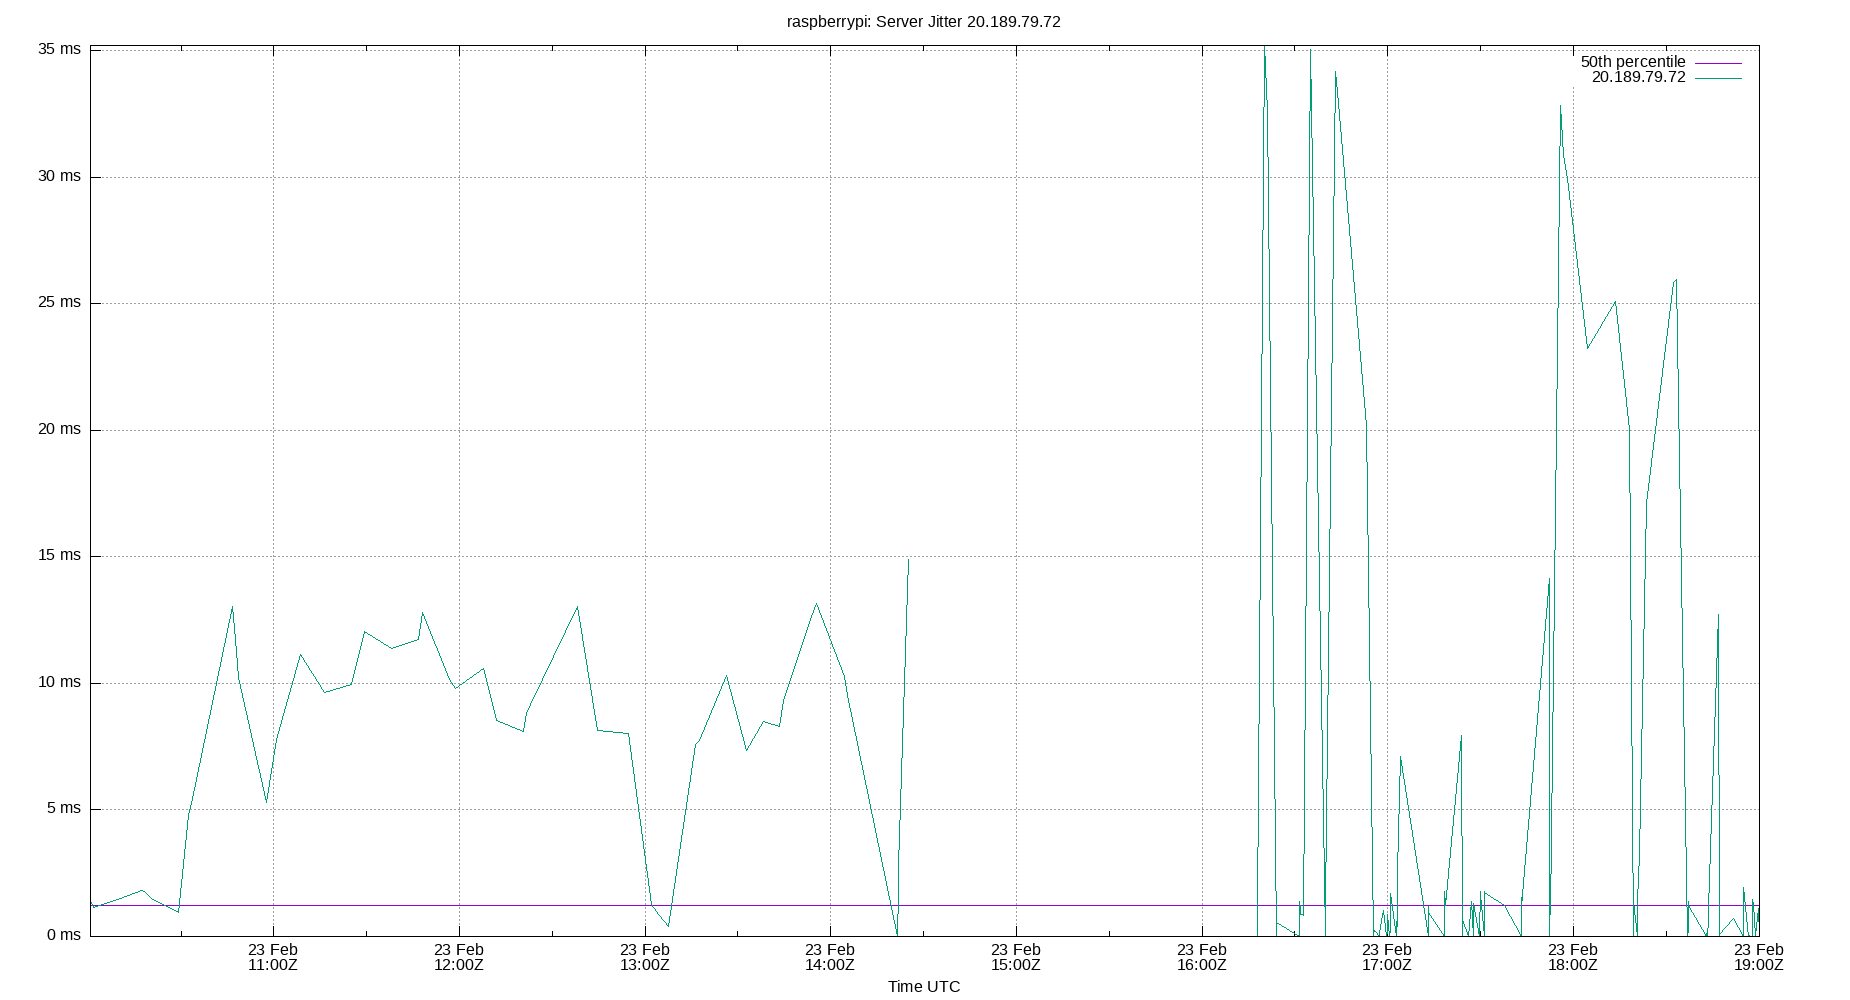 raspberrypi: Server Jitter 20.189.79.72
35 ms
30 ms
25 ms
20 ms
15 ms
10 ms
5 ms
0 ms
50th percentile
20.189.79.72
23 Feb 23 Feb 23 Feb 23 Feb 23 Feb 23 Feb 23 Feb 23 Feb 23 Feb
11:00Z 12:00Z 13:00Z 14:00Z 15:00Z 16:00Z 17:00Z 18:00Z 19:00Z
Time UTC